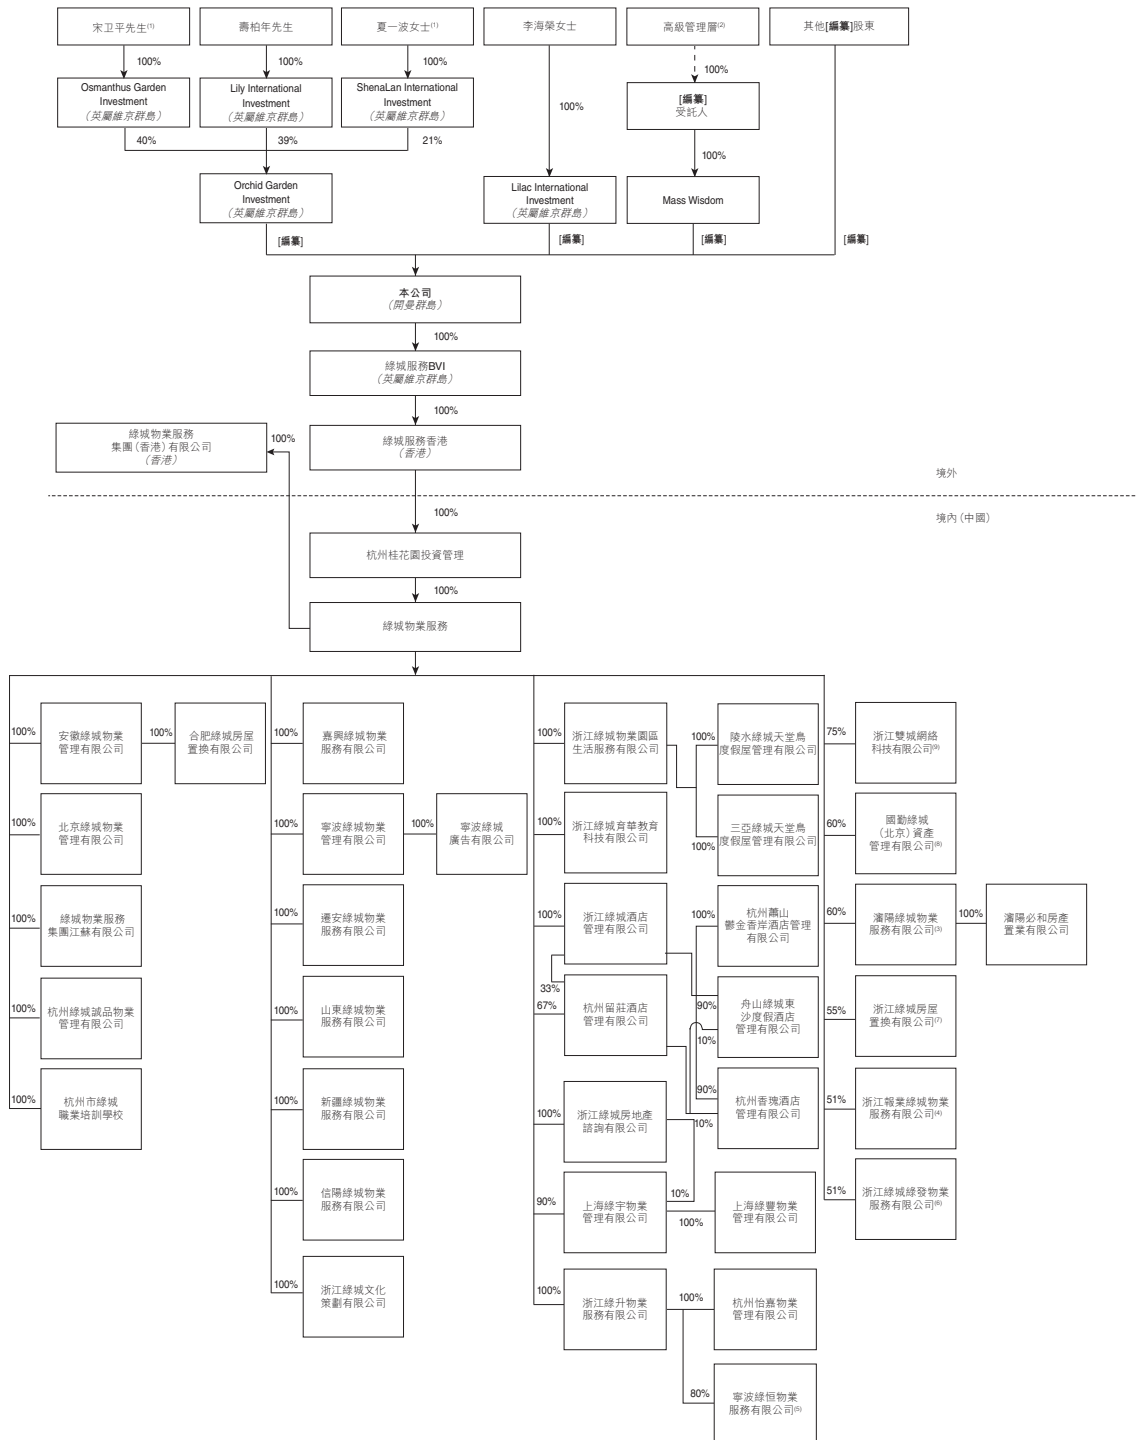 宋卫平先生(1)
壽柏年先生
夏一波女士(1)
李海榮女士
高級管理層(2)
其他[編纂]股東
100%
100%
100%
100%
Osmanthus Garden
Investment
（英屬維京群島）
Lily International
Investment
（英屬維京群島）
ShenaLan International
Investment
（英屬維京群島）
100%
[編纂]
受託人
40%
39%
21%
100%
Orchid Garden
Investment
（英屬維京群島）
Lilac International
Investment
（英屬維京群島）
Mass Wisdom
[編纂]
[編纂]
[編纂]
[編纂]
本公司
（開曼群島）
100%
綠城服務BVI
（英屬維京群島）
100%
綠城物業服務
集團（香港）有限公司
（香港）
100%
綠城服務香港
（香港）
境外
100%
境內（中國）
杭州桂花園投資管理
100%
綠城物業服務
100%
安徽綠城物業
管理有限公司
100%
合肥綠城房屋
置換有限公司
100%
北京綠城物業
管理有限公司
100%
綠城物業服務
集團江蘇有限公司
100%
杭州綠城誠品物業
管理有限公司
100%
杭州市綠城
職業培訓學校
100%
嘉興綠城物業
服務有限公司
100%
寧波綠城物業
管理有限公司
100%
寧波綠城
廣告有限公司
100%
遷安綠城物業
服務有限公司
100%
山東綠城物業
服務有限公司
100%
新疆綠城物業
服務有限公司
100%
信陽綠城物業
服務有限公司
100%
浙江綠城文化
策劃有限公司
100%
浙江綠城物業園區
生活服務有限公司
100%
陵水綠城天堂鳥
度假屋管理有限公司
100%
三亞綠城天堂鳥
度假屋管理有限公司
100%
浙江綠城育華教育
科技有限公司
100%
浙江綠城酒店
管理有限公司
100%
杭州蕭山
鬱金香岸酒店管理
有限公司
33%
67%
杭州留莊酒店
管理有限公司
90%
10%
舟山綠城東
沙度假酒店
管理有限公司
90%
10%
杭州香瑰酒店
管理有限公司
100%
浙江綠城房地產
諮詢有限公司
90%
上海綠宇物業
管理有限公司
10%
100%
上海綠豐物業
管理有限公司
100%
浙江綠升物業
服務有限公司
100%
杭州怡嘉物業
管理有限公司
80%
寧波綠恒物業
服務有限公司(5)
75%
浙江雙城網絡
科技有限公司(9)
60%
國勤綠城
（北京）資產
管理有限公司(8)
60%
瀋陽綠城物業
服務有限公司(3)
100%
瀋陽必和房產
置業有限公司
55%
浙江綠城房屋
置換有限公司(7)
51%
浙江報業綠城物業
服務有限公司(4)
51%
浙江綠城綠發物業
服務有限公司(6)